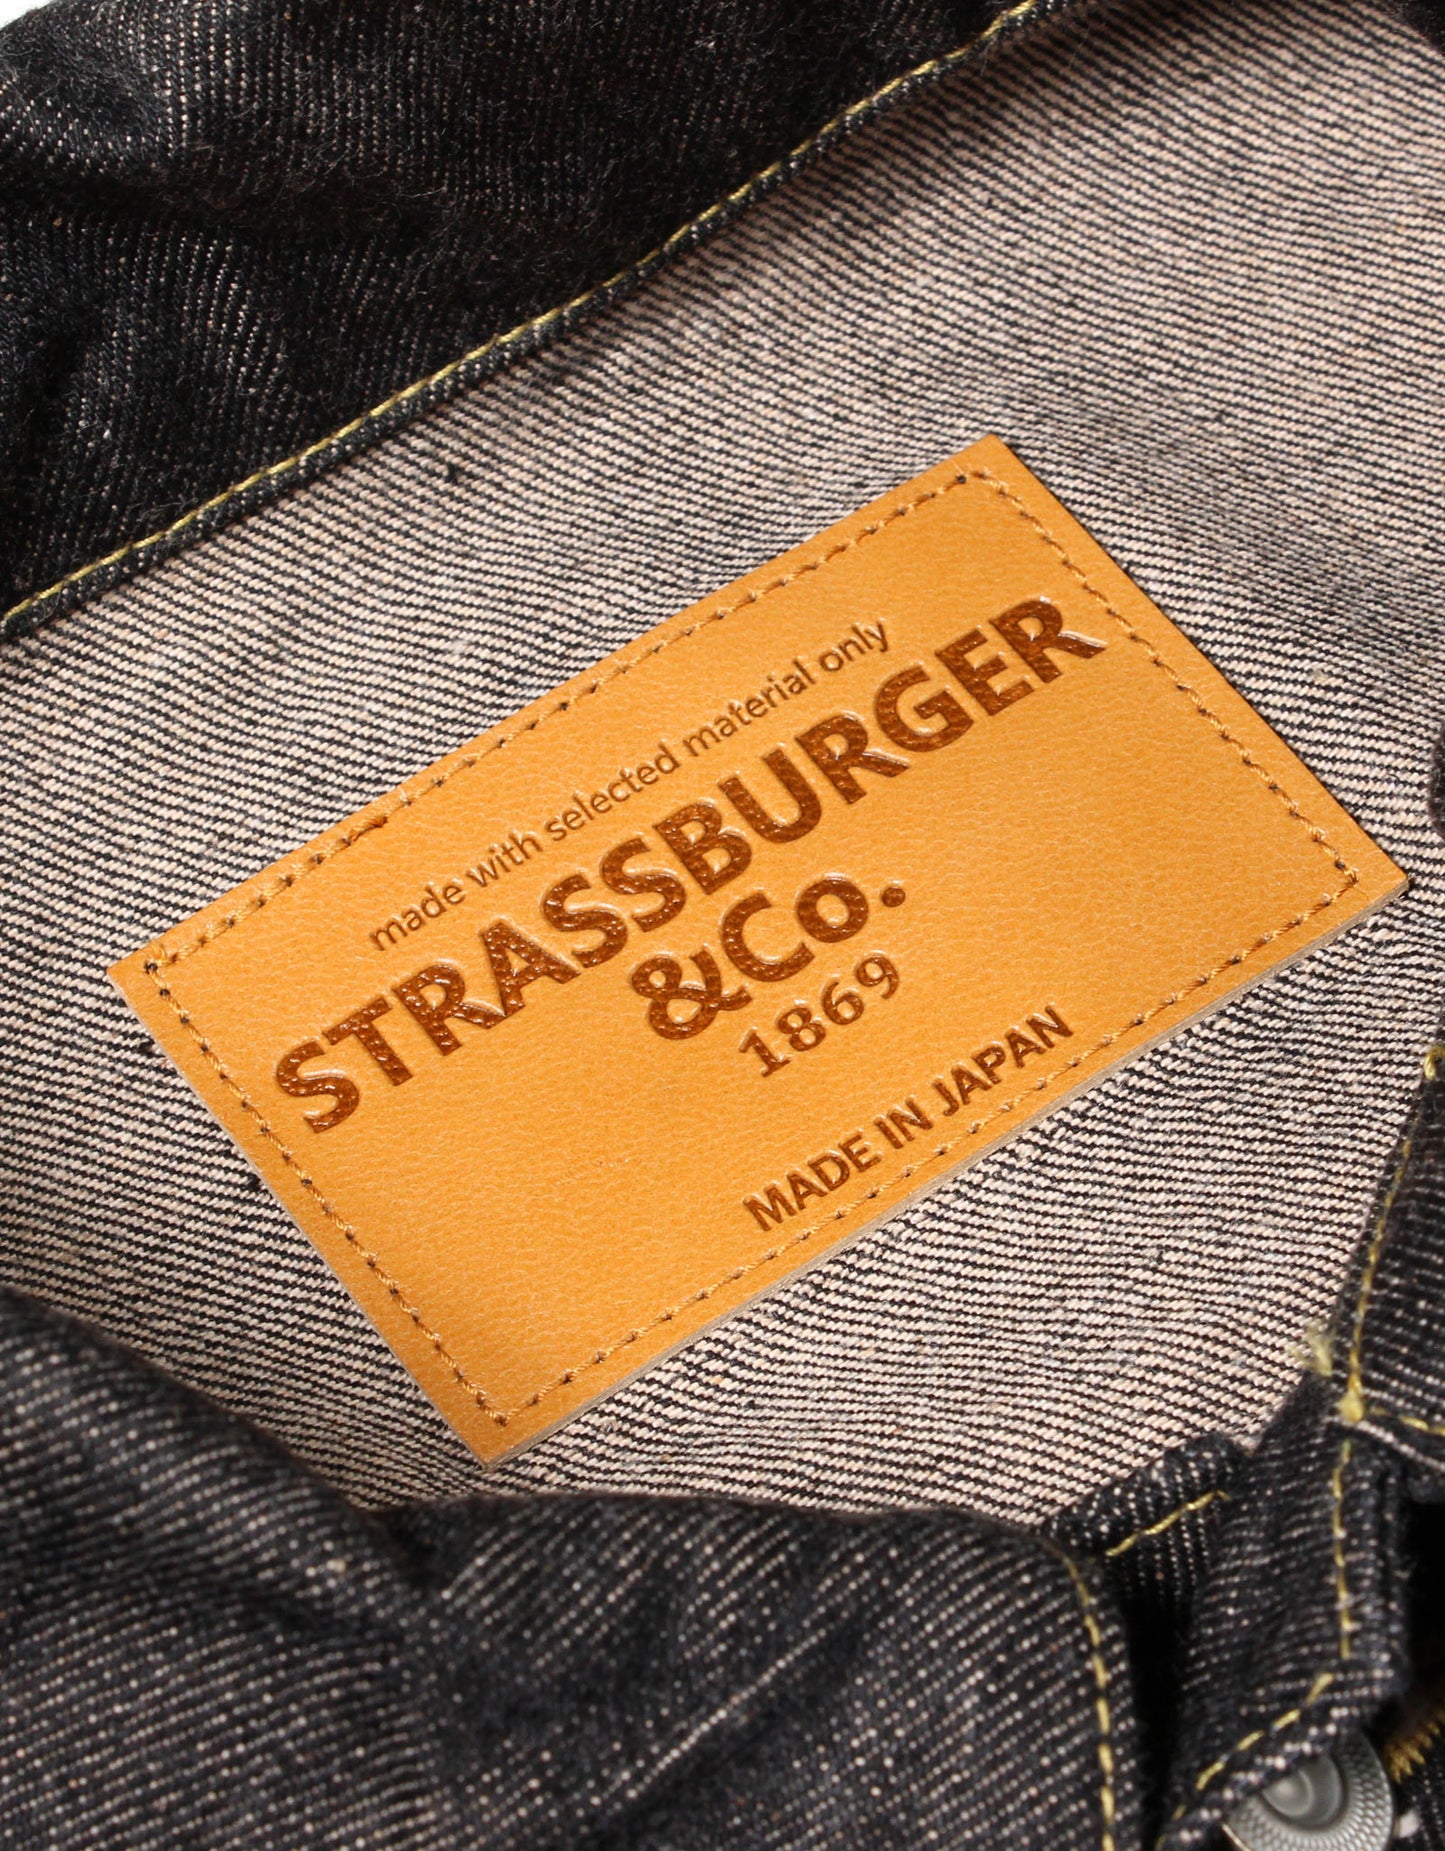 made with selected material only
STRASSBURGER
&Co.
1869
MADE IN JAPAN